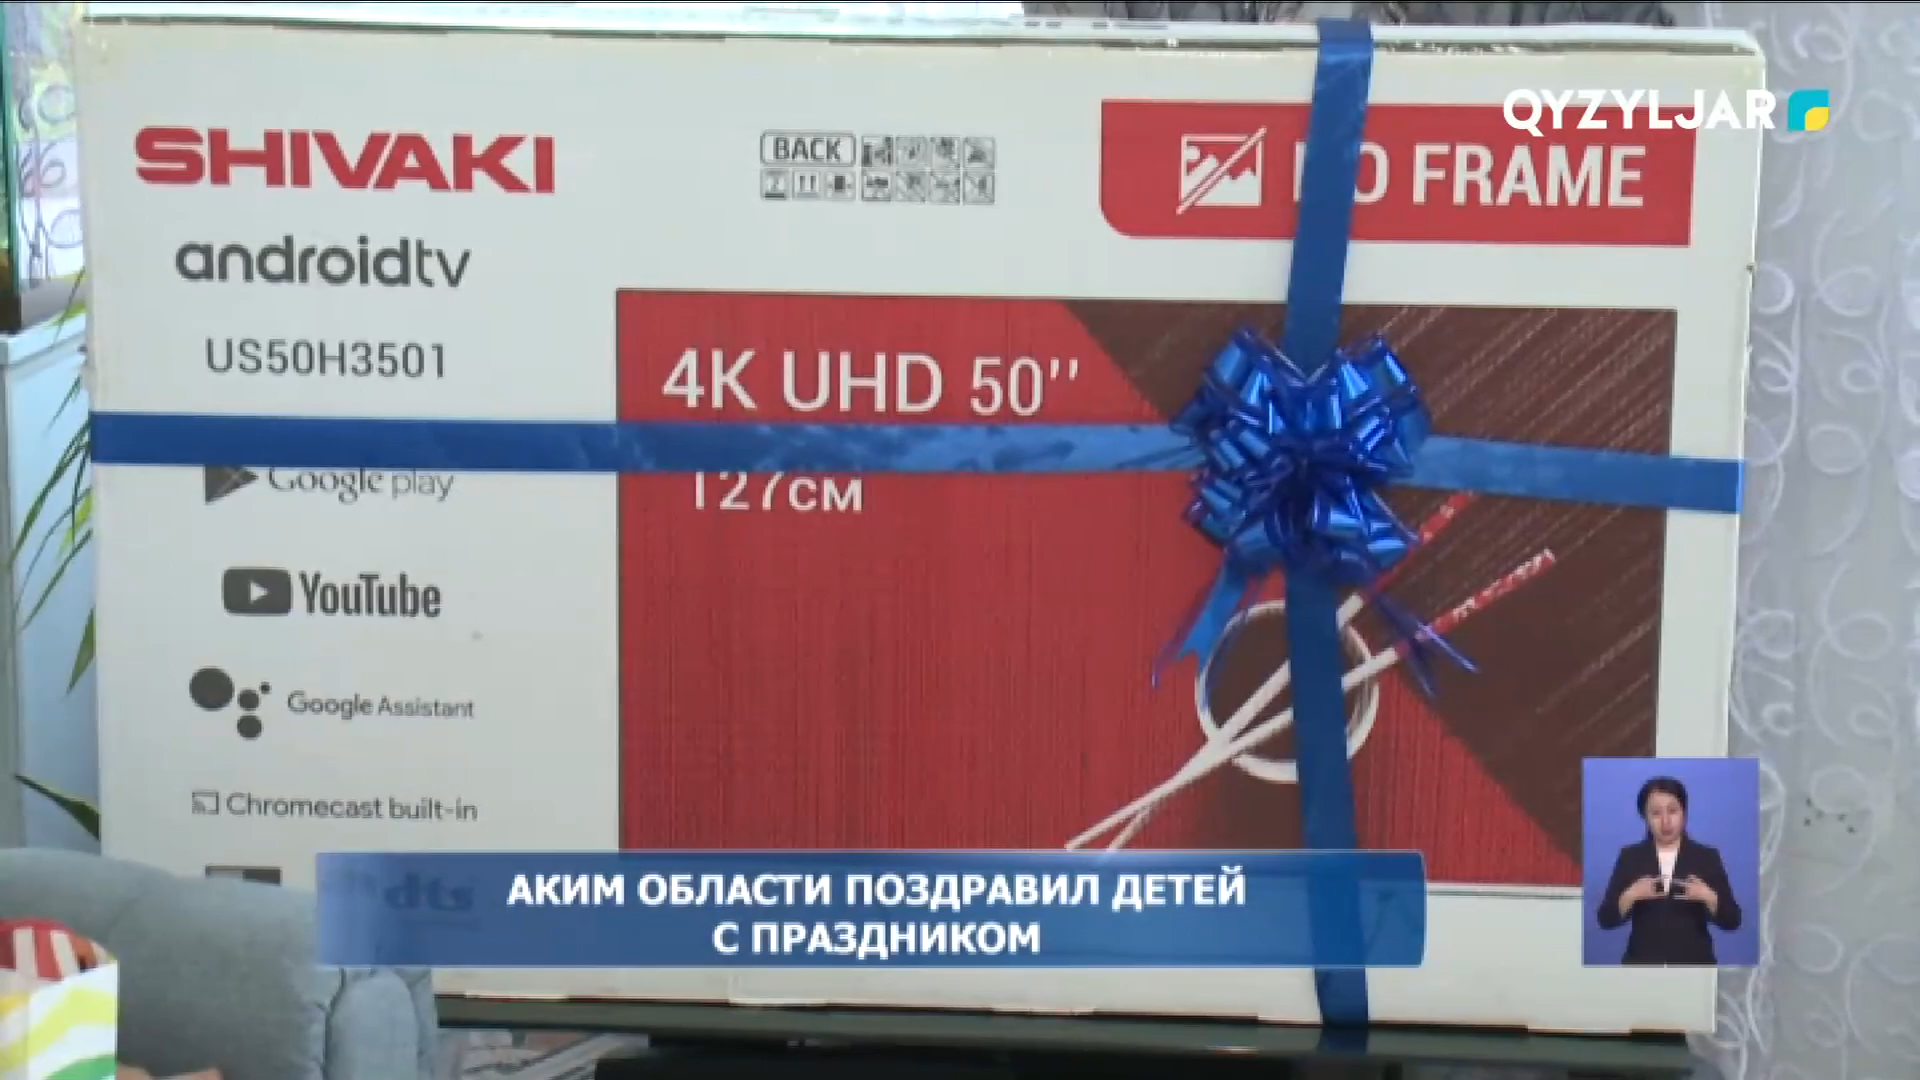 QYZYLJAR
SHIVAKI
BACK
FRAME
androidtv
US50H3501
4K UHD 50''
127см
Google play
YouTube
Google Assistant
Chromecast built-in
dts
АКИМ ОБЛАСТИ ПОЗДРАВИЛ ДЕТЕЙ
С ПРАЗДНИКОМ